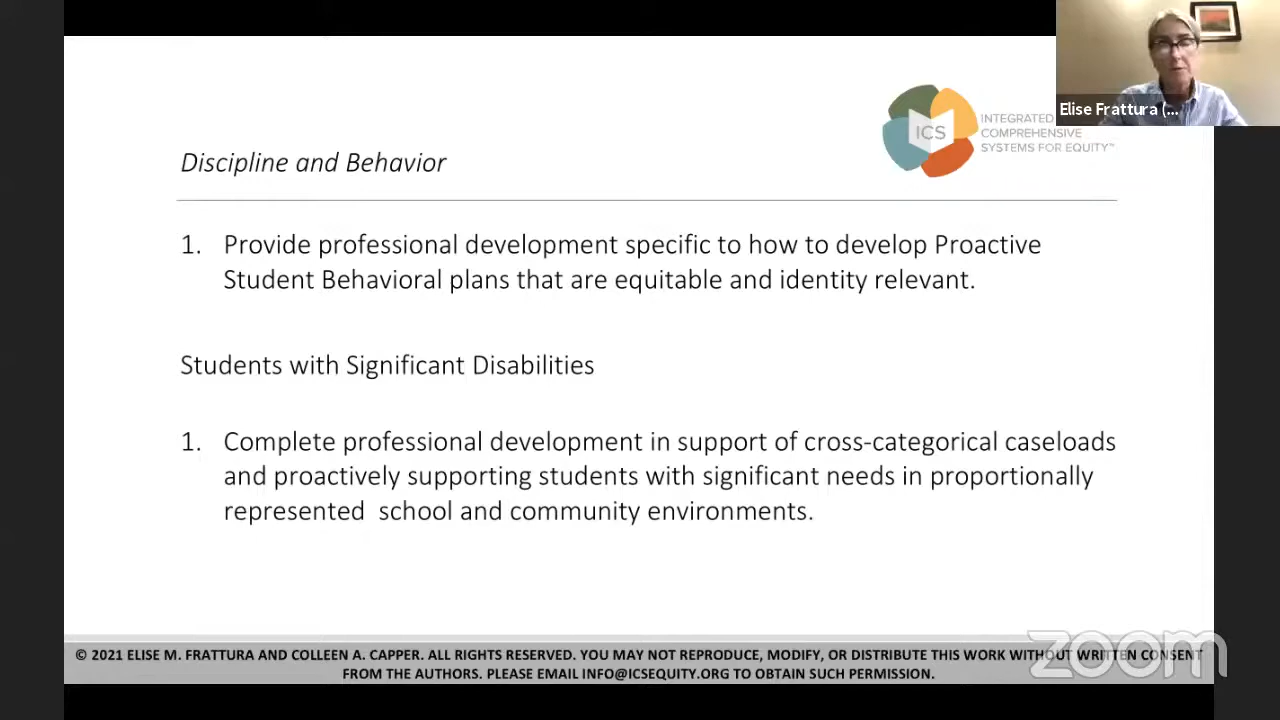 Elise Frattura (...
ICS
INTEGRATED
COMPREHENSIVE
SYSTEMS FOR EQUITY™
Discipline and Behavior
1. Provide professional development specific to how to develop Proactive
Student Behavioral plans that are equitable and identity relevant.
Students with Significant Disabilities
1. Complete professional development in support of cross-categorical caseloads
and proactively supporting students with significant needs in proportionally
represented school and community environments.
© 2021 ELISE M. FRATTURA AND COLLEEN A. CAPPER. ALL RIGHTS RESERVED. YOU MAY NOT REPRODUCE, MODIFY, OR DISTRIBUTE THIS WORK WITHOUT WRITTEN CONSENT
FROM THE AUTHORS. PLEASE EMAIL INFO@ICSEQUITY.ORG TO OBTAIN SUCH PERMISSION.
zoom